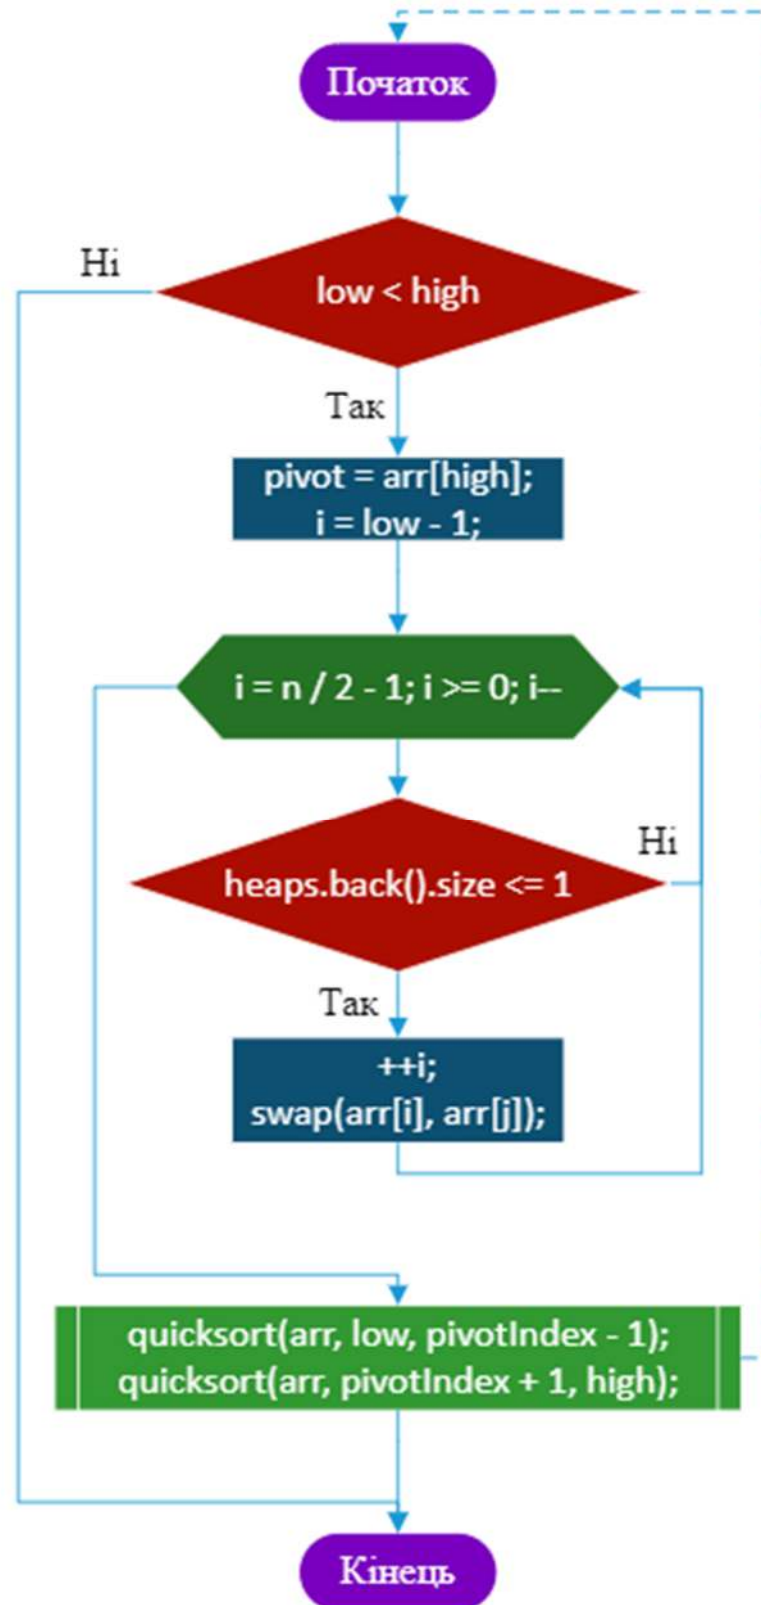 Початок
Ні
low < high
Так
pivot = arr[high];
i = low - 1;
i = n / 2 - 1; i >= 0; i--
Ні
heaps.back().size <= 1
Так
++i;
swap(arr[i], arr[j]);
quicksort(arr, low, pivotIndex - 1);
quicksort(arr, pivotIndex + 1, high);
Кінець